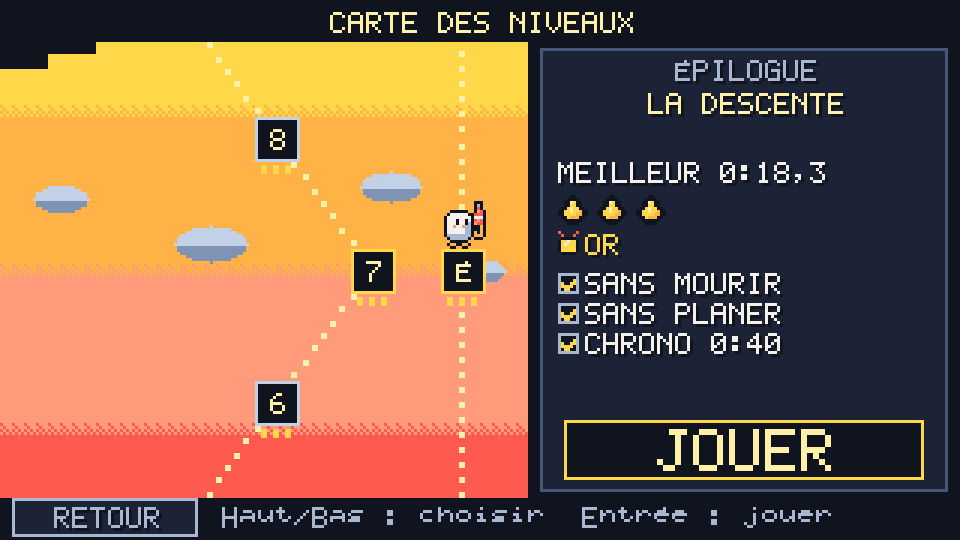 CARTE DES NIVEAUX
8
7
É
6
ÉPILOGUE
LA DESCENTE
MEILLEUR 0:18,3
OR
SANS MOURIR
SANS PLANER
CHRONO 0:40
JOUER
RETOUR
Haut/Bas : choisir Entrée : jouer